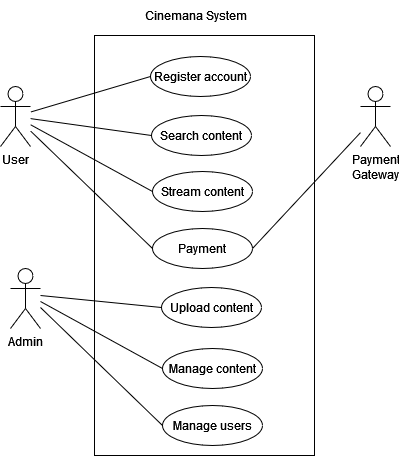 Cinemana System
Register account
Search content
User
Stream content
Payment
Gateway
Payment
Upload content
Admin
Manage content
Manage users